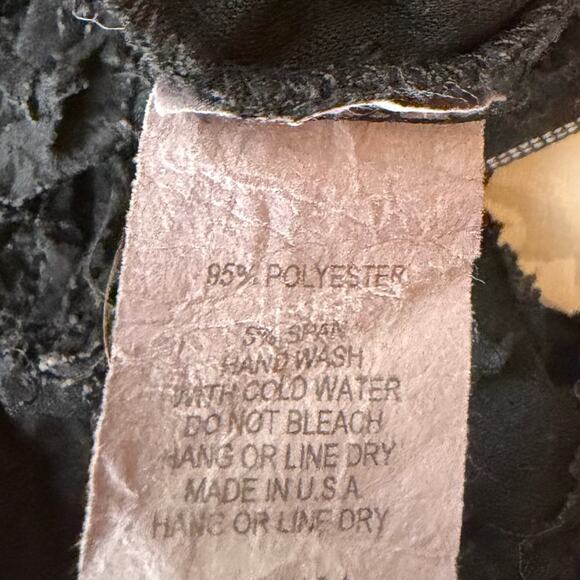 95% POLYESTER
5% SPAN
HAND WASH
WITH COLD WATER
DO NOT BLEACH
HANG OR LINE DRY
MADE IN U.S.A
HANG OR LINE DRY